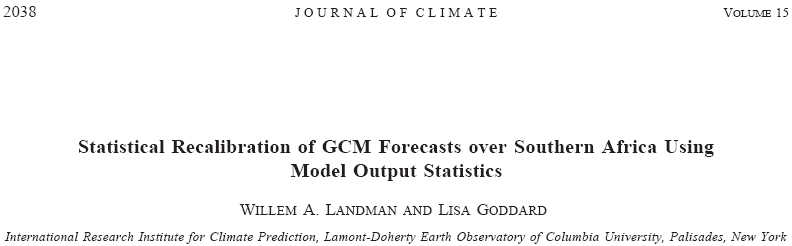 2038 JOURNAL OF CLIMATE VOLUME 15
Statistical Recalibration of GCM Forecasts over Southern Africa Using
Model Output Statistics
WILLEM A. LANDMAN AND LISA GODDARD
International Research Institute for Climate Prediction, Lamont-Doherty Earth Observatory of Columbia University, Palisades, New York